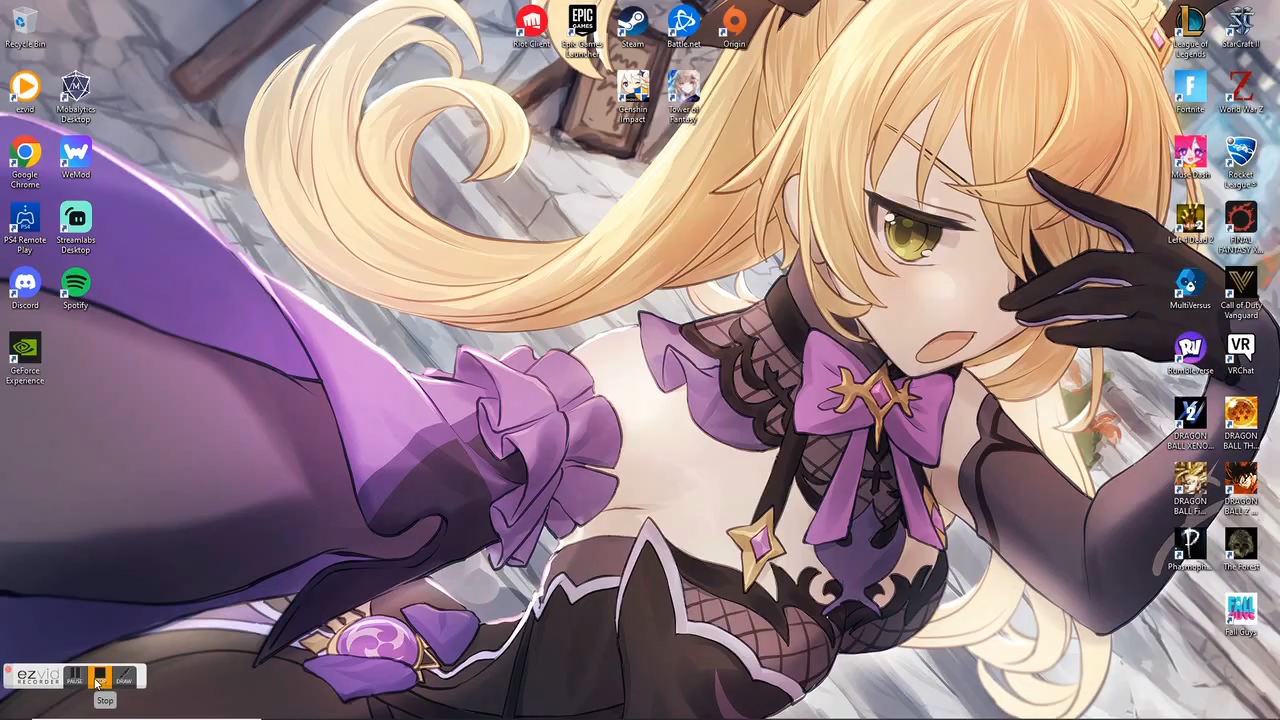 Recycle Bin
ezvid
Mobalytics
Desktop
Google
Chrome
WeMod
PS4 Remote
Play
Streamlabs
Desktop
Discord
Spotify
GeForce
Experience
Riot Client
EPIC
GAMES
Epic Games
Launcher
Steam
Battle.net
Origin
Genshin
Impact
Tower of
Fantasy
League of
Legends
StarCraft II
Fortnite
World War Z
Muse Dash
Rocket
League®
Left 4 Dead 2
FINAL
FANTASY X...
MultiVersus
Call of Duty
Vanguard
Rumbleverse
VR
VRChat
DRAGON
BALL XENO...
DRAGON
BALL TH...
DRAGON
BALL Fi...
DRAGON
BALL Z ...
Phasmoph...
The Forest
FALL
GUYS
Fall Guys
ezvid
RECORDER
PAUSE
DRAW
Stop